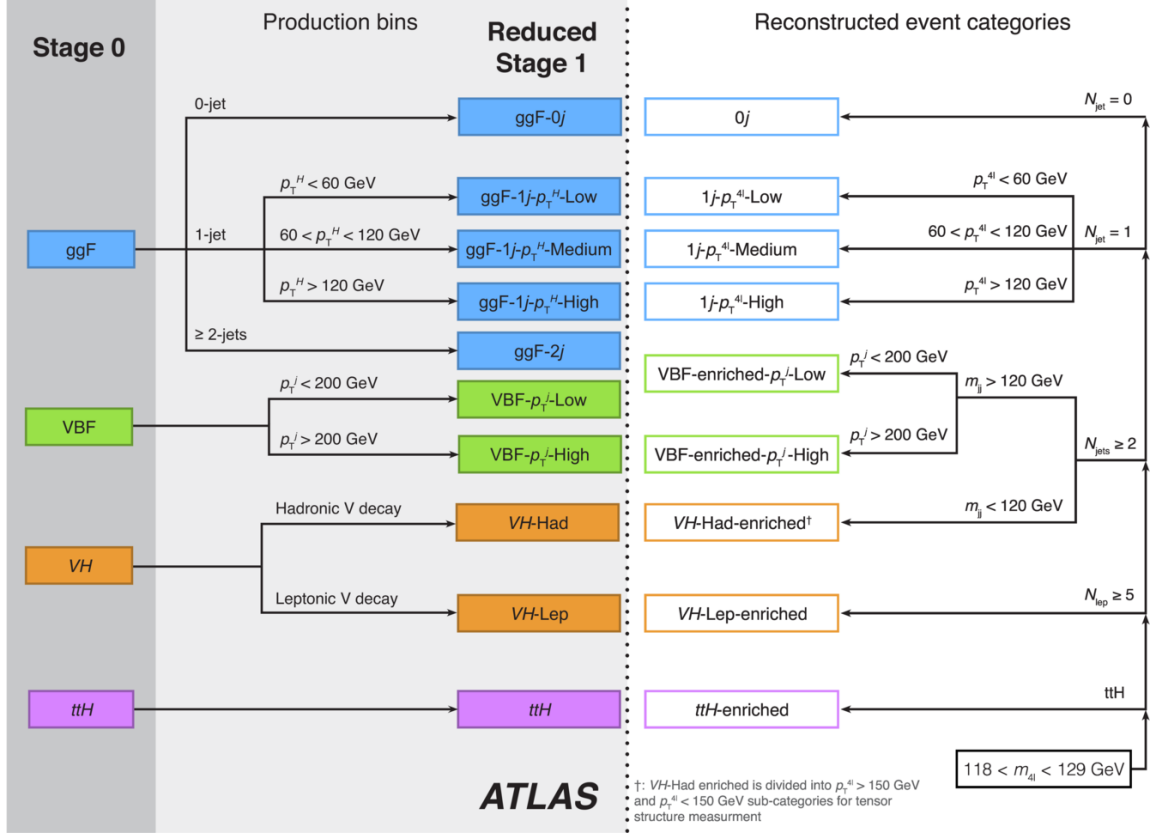 Stage 0
Production bins
Reduced
Stage 1
Reconstructed event categories
0-jet
ggF-0j
0j
N_jet = 0
p_T^H < 60 GeV
ggF-1j-p_T^H-Low
1j-p_T^4l-Low
p_T^4l < 60 GeV
ggF
1-jet
60 < p_T^H < 120 GeV
ggF-1j-p_T^H-Medium
1j-p_T^4l-Medium
60 < p_T^4l < 120 GeV
N_jet = 1
p_T^H > 120 GeV
ggF-1j-p_T^H-High
1j-p_T^4l-High
p_T^4l > 120 GeV
≥ 2-jets
ggF-2j
VBF-enriched-p_T^j-Low
p_T^j < 200 GeV
m_jj > 120 GeV
VBF
p_T^j < 200 GeV
VBF-p_T^j-Low
p_T^j > 200 GeV
VBF-p_T^j-High
VBF-enriched-p_T^j-High
p_T^j > 200 GeV
N_jets ≥ 2
VH
Hadronic V decay
VH-Had
VH-Had-enriched†
m_jj < 120 GeV
Leptonic V decay
VH-Lep
VH-Lep-enriched
N_lep ≥ 5
ttH
ttH
ttH-enriched
ttH
118 < m_4l < 129 GeV
ATLAS
†: VH-Had enriched is divided into p_T^4l > 150 GeV
and p_T^4l < 150 GeV sub-categories for tensor
structure measurment